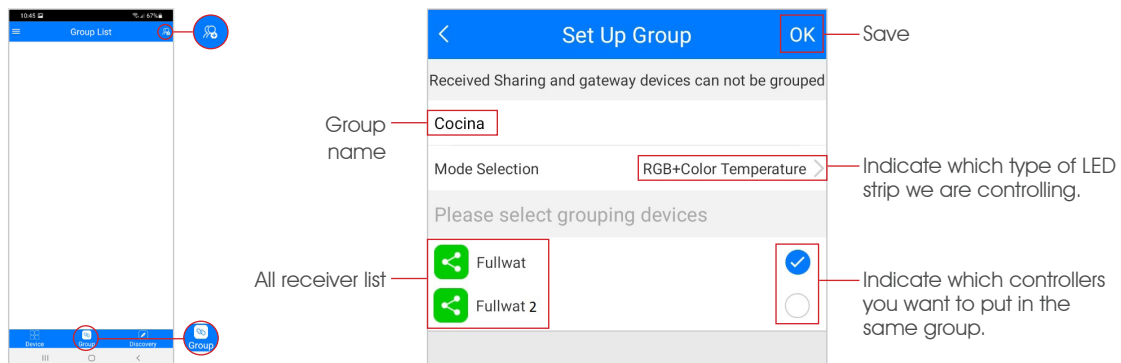 10:45 67%
Group List
Device Group Discovery
Group
Set Up Group OK
Save
Received Sharing and gateway devices can not be grouped
Group
name
Cocina
Mode Selection RGB+Color Temperature
Indicate which type of LED
strip we are controlling.
Please select grouping devices
All receiver list
Fullwat
Fullwat 2
Indicate which controllers
you want to put in the
same group.